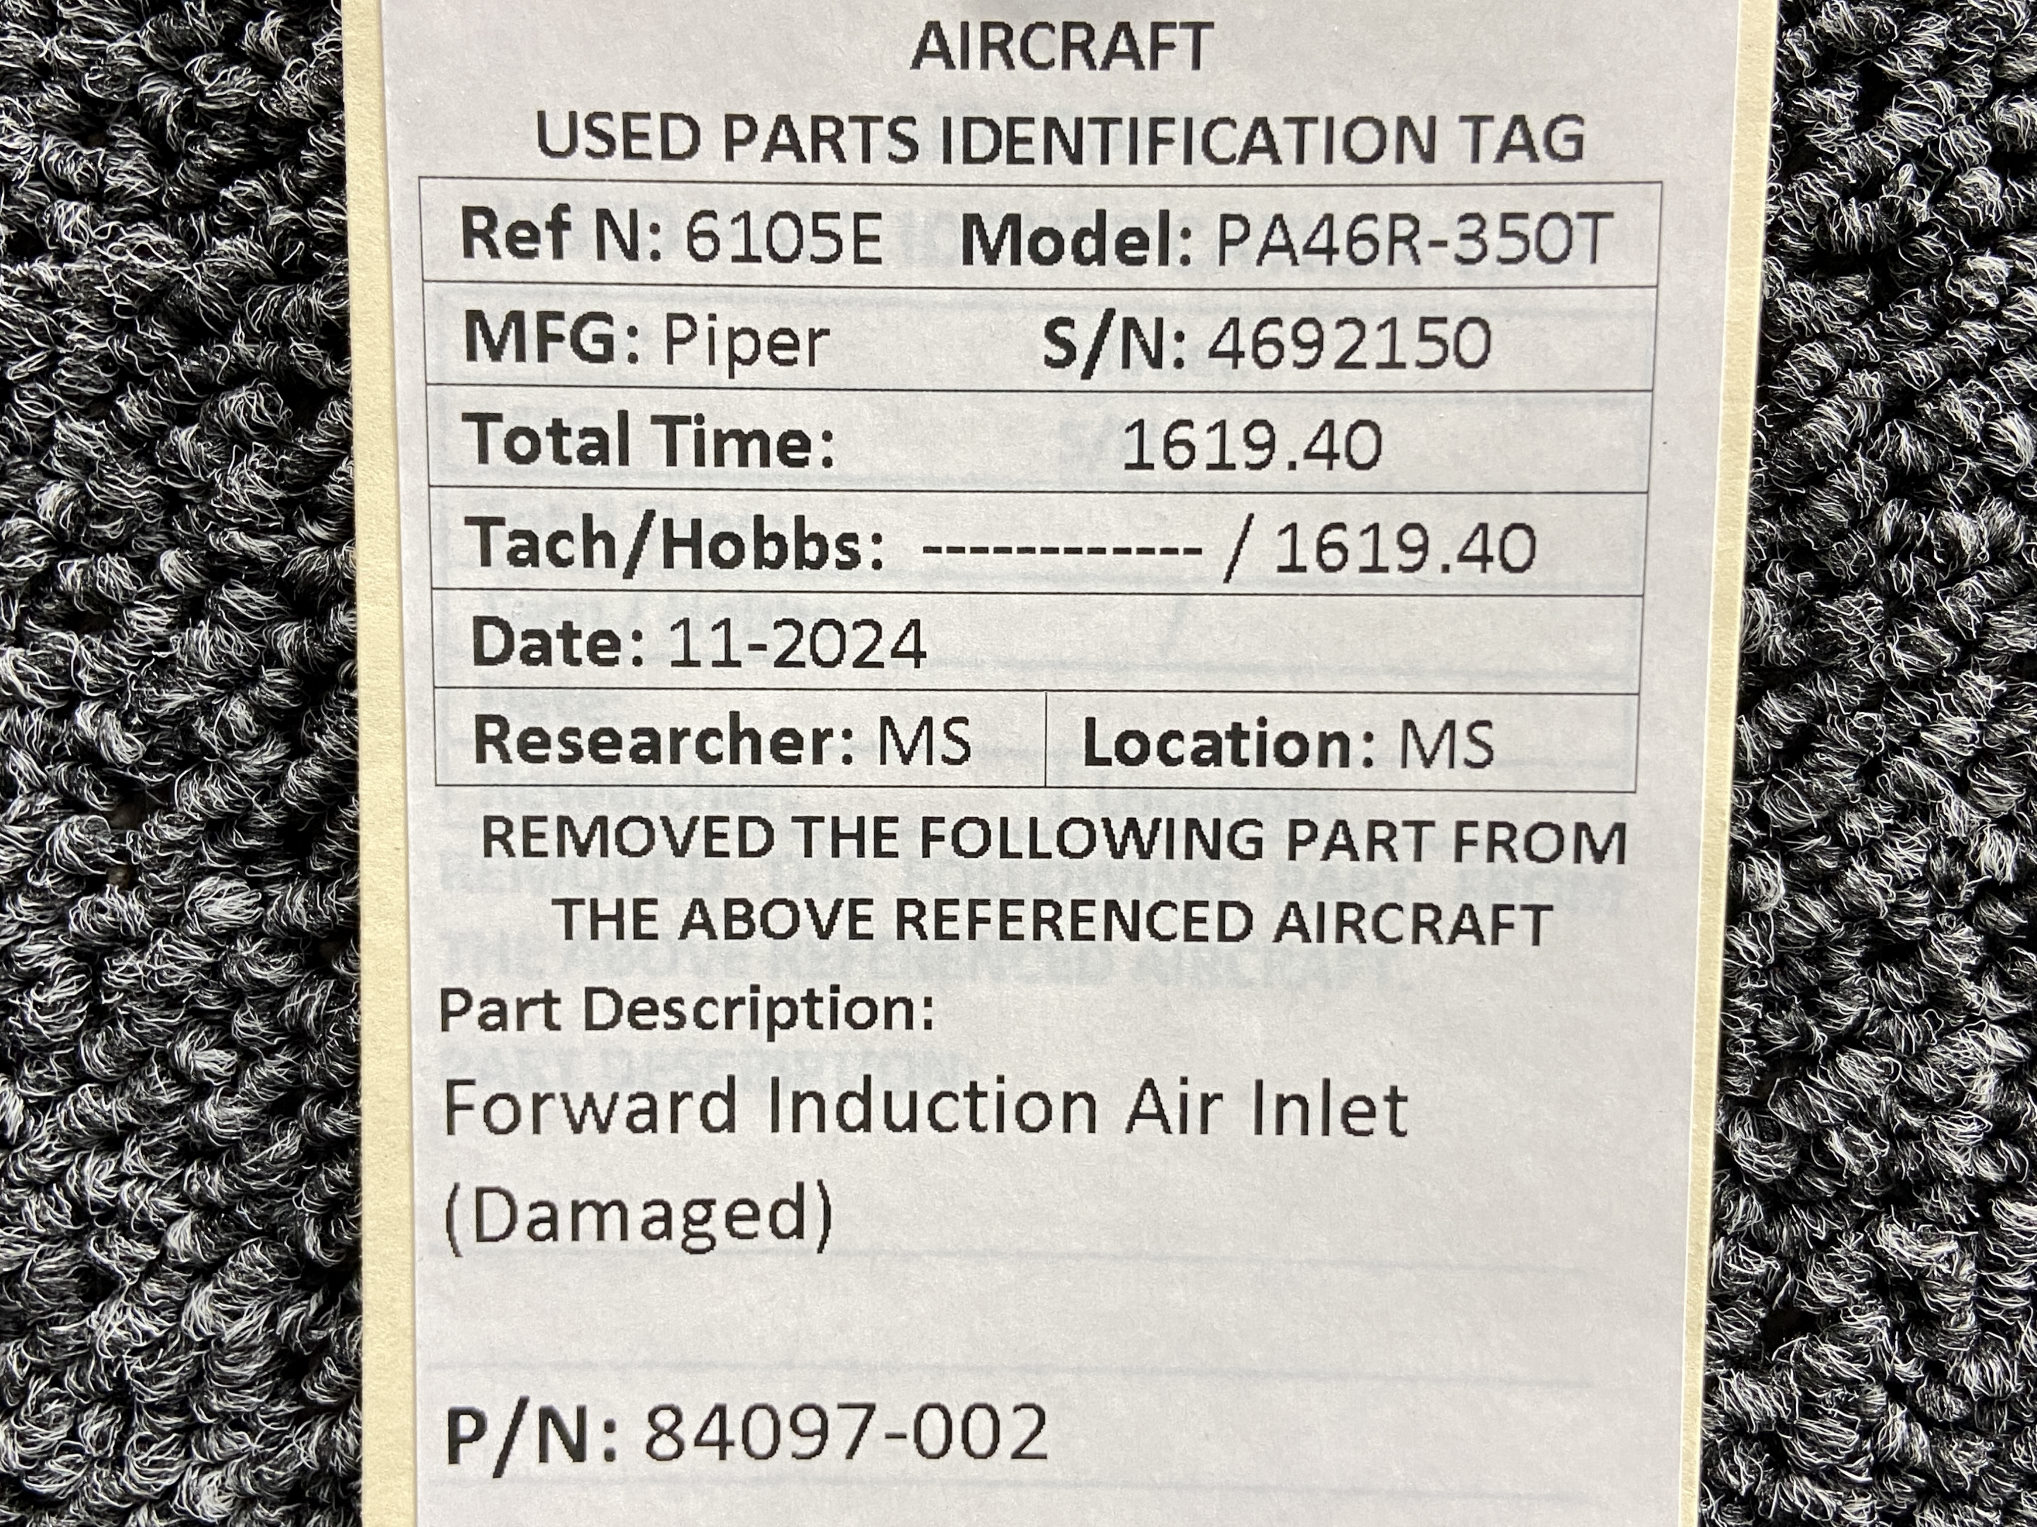 AIRCRAFT
USED PARTS IDENTIFICATION TAG
Ref N: 6105E Model: PA46R-350T
MFG: Piper S/N: 4692150
Total Time: 1619.40
Tach/Hobbs: ------------ / 1619.40
Date: 11-2024
Researcher: MS Location: MS
REMOVED THE FOLLOWING PART FROM
THE ABOVE REFERENCED AIRCRAFT
Part Description:
Forward Induction Air Inlet
(Damaged)
P/N: 84097-002